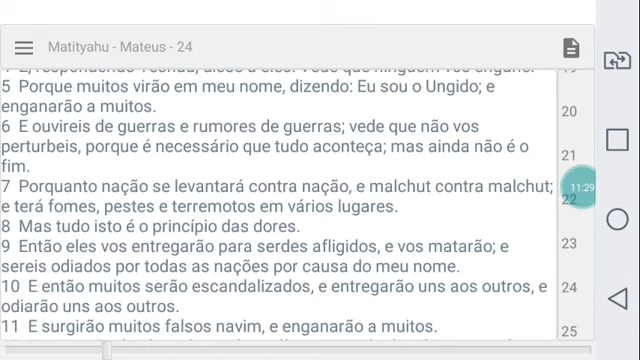 Matityahu - Mateus - 24
19
5 Porque muitos virão em meu nome, dizendo: Eu sou o Ungido; e
enganarão a muitos.
20
6 E ouvireis de guerras e rumores de guerras; vede que não vos
perturbeis, porque é necessário que tudo aconteça; mas ainda não é o
21
fim.
7 Porquanto nação se levantará contra nação, e malchut contra malchut;
11:29
22
e terá fomes, pestes e terremotos em vários lugares.
8 Mas tudo isto é o princípio das dores.
9 Então eles vos entregarão para serdes afligidos, e vos matarão; e
23
sereis odiados por todas as nações por causa do meu nome.
10 E então muitos serão escandalizados, e entregarão uns aos outros, e
24
odiarão uns aos outros.
11 E surgirão muitos falsos navim, e enganarão a muitos.
25